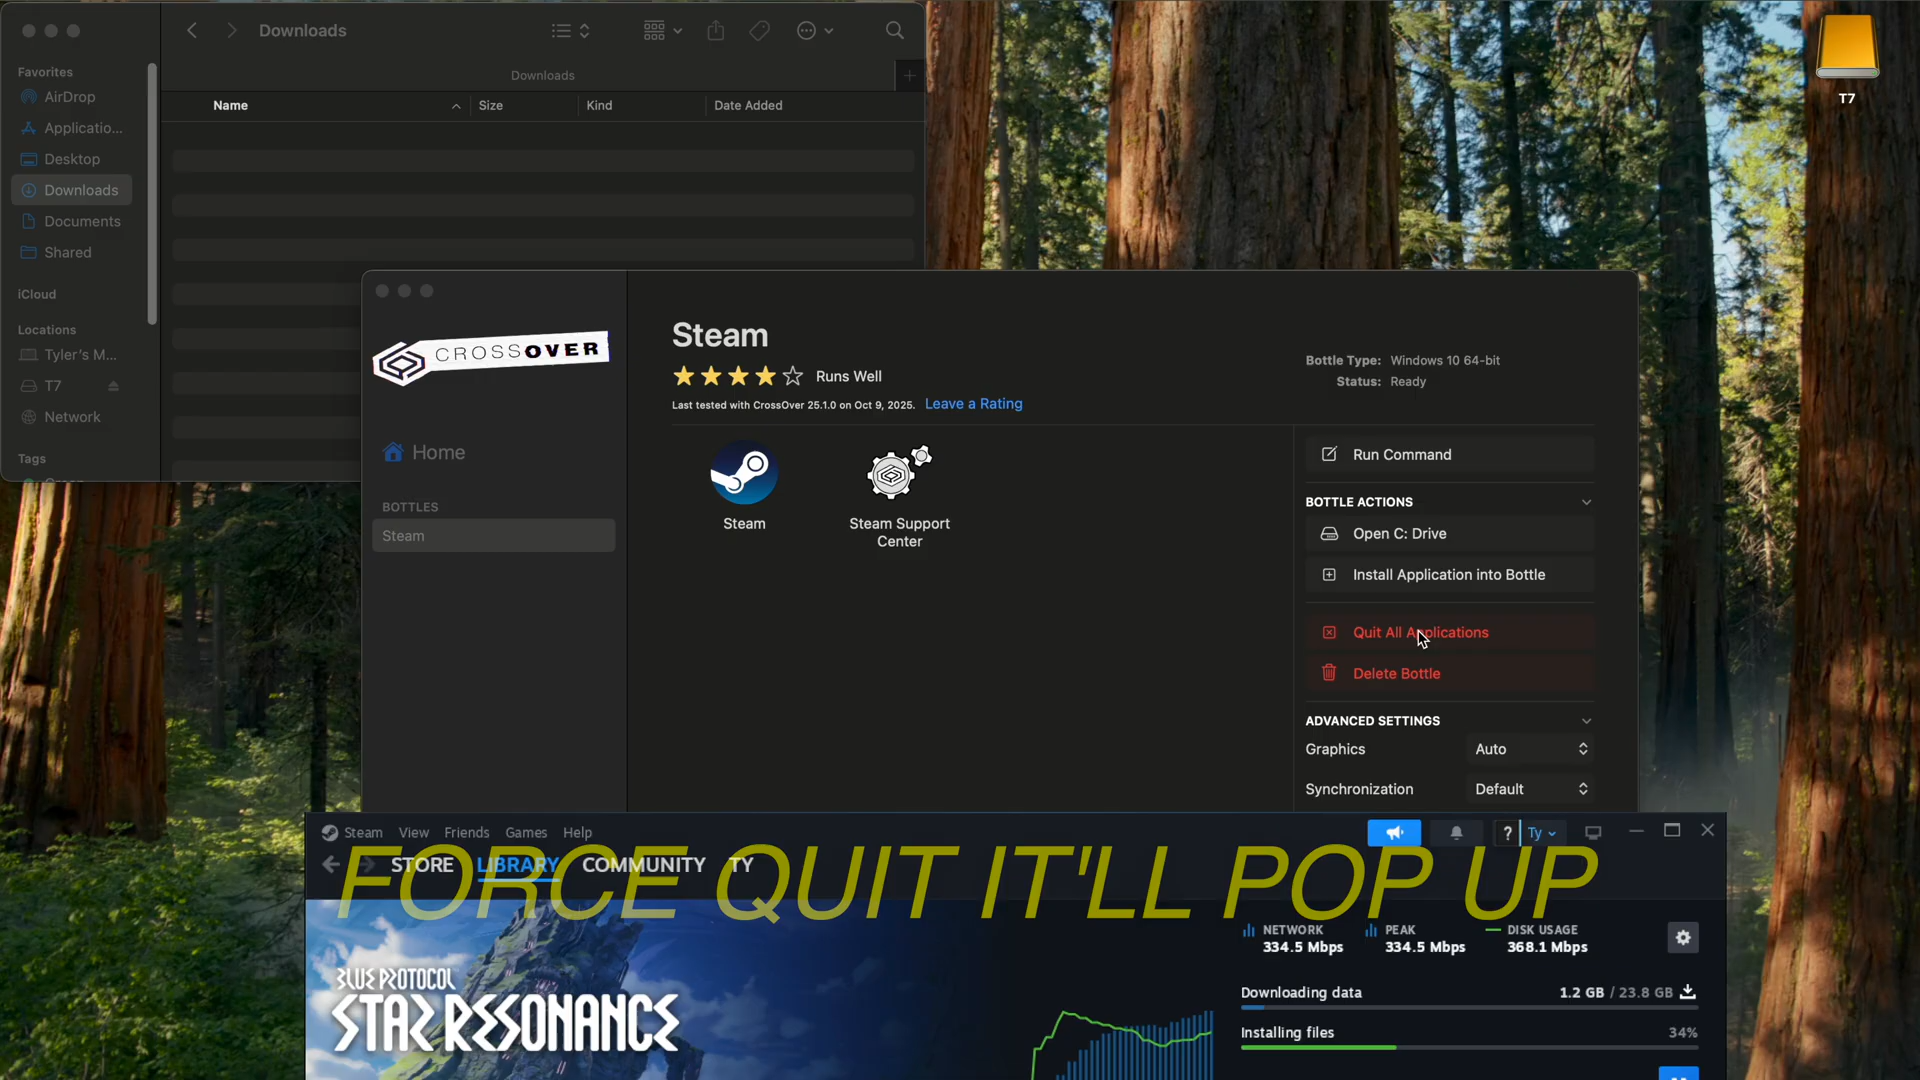 Downloads
Downloads
Name
Size
Kind
Date Added
Favorites
AirDrop
Applicatio...
Desktop
Downloads
Documents
Shared
iCloud
Locations
Tyler's M...
T7
Network
Tags
T7
CROSSOVER
Home
BOTTLES
Steam
Steam
Runs Well
Last tested with CrossOver 25.1.0 on Oct 9, 2025. Leave a Rating
Bottle Type: Windows 10 64-bit
Status: Ready
Steam
Steam Support
Center
Run Command
BOTTLE ACTIONS
Open C: Drive
Install Application into Bottle
Quit All Applications
Delete Bottle
ADVANCED SETTINGS
Graphics Auto
Synchronization Default
Steam View Friends Games Help
? Ty
STORE LIBRARY COMMUNITY TY
FORCE QUIT IT'LL POP UP
NETWORK PEAK DISK USAGE
334.5 Mbps 334.5 Mbps 368.1 Mbps
BLUE PROTOCOL
STAR RESONANCE
Downloading data 1.2 GB / 23.8 GB
Installing files 34%